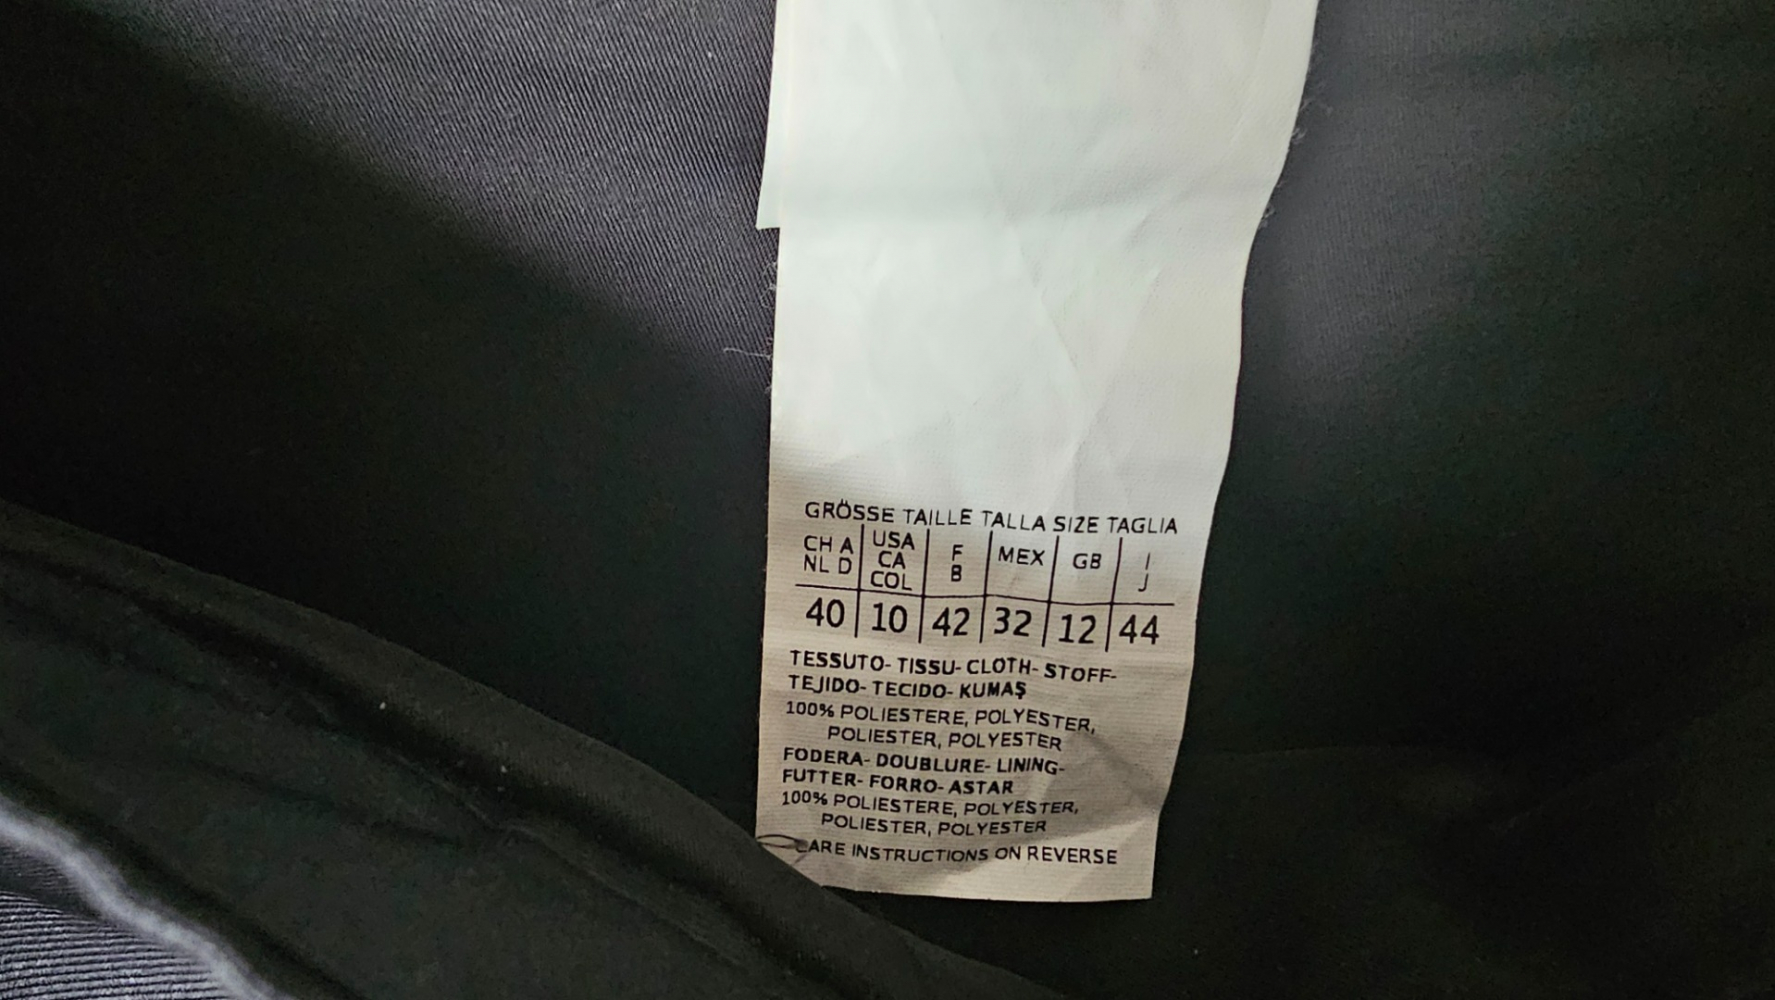 GRÖSSE TAILLE TALLA SIZE TAGLIA
CH A USA F MEX GB I
NL D CA B J
COL
40 10 42 32 12 44
TESSUTO- TISSU- CLOTH- STOFF-
TEJIDO- TECIDO- KUMAŞ
100% POLIESTERE, POLYESTER,
POLIESTER, POLYESTER
FODERA- DOUBLURE- LINING-
FUTTER- FORRO- ASTAR
100% POLIESTERE, POLYESTER,
POLIESTER, POLYESTER
CARE INSTRUCTIONS ON REVERSE